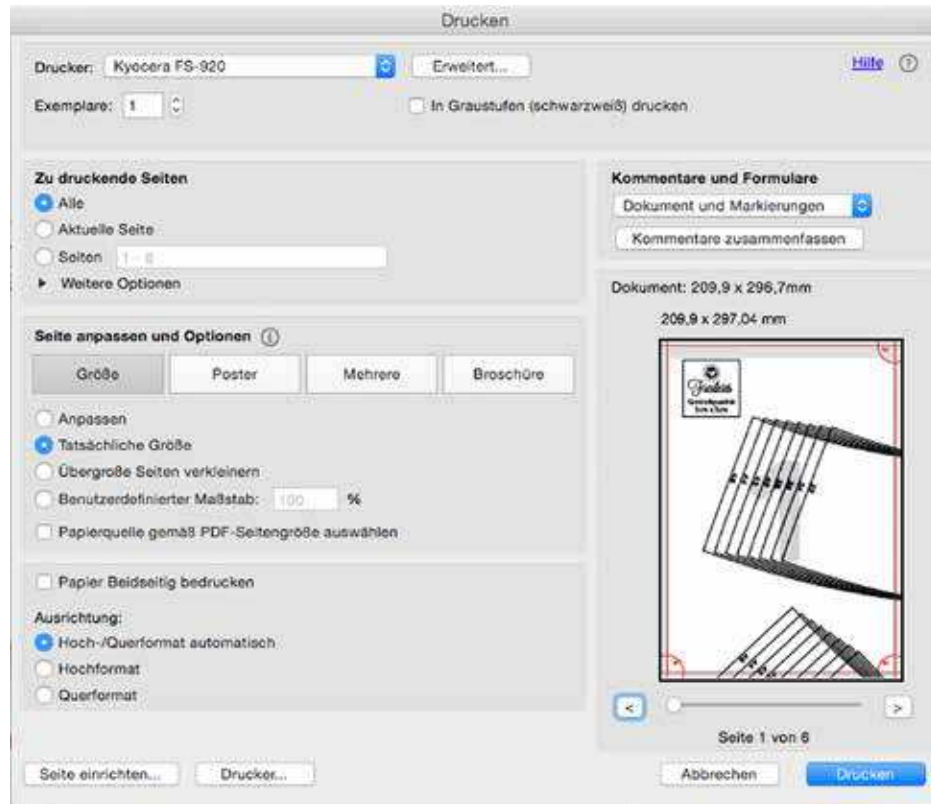 Drucken
Drucker: Kyocera FS-920 Erweitert... Hilfe ?
Exemplare: 1 In Graustufen (schwarzweiß) drucken
Zu druckende Seiten
Alle
Aktuelle Seite
Seiten 1 - 6
Weitere Optionen
Seite anpassen und Optionen
Größe Poster Mehrere Broschüre
Anpassen
Tatsächliche Größe
Übergroße Seiten verkleinern
Benutzerdefinierter Maßstab: 100 %
Papierquelle gemäß PDF-Seitengröße auswählen
Papier Beidseitig bedrucken
Ausrichtung:
Hoch-/Querformat automatisch
Hochformat
Querformat
Kommentare und Formulare
Dokument und Markierungen
Kommentare zusammenfassen
Dokument: 209,9 x 296,7mm
209,9 x 297,04 mm
< >
Seite 1 von 6
Seite einrichten... Drucker... Abbrechen Drucken